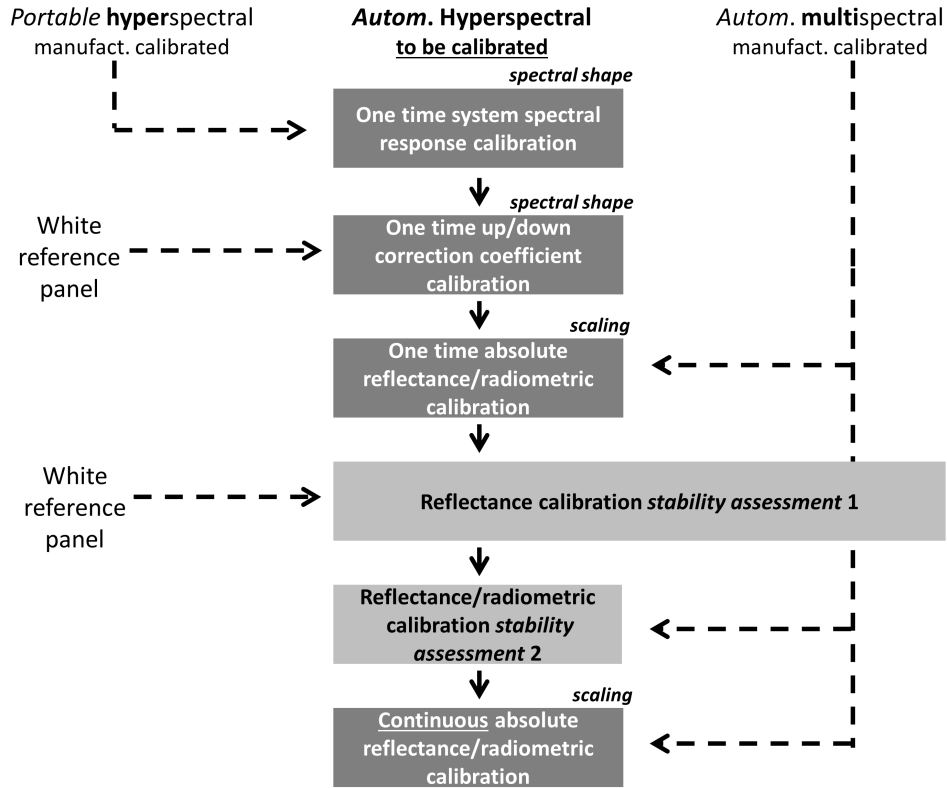 Portable hyperspectral
manufact. calibrated
Autom. Hyperspectral
to be calibrated
Autom. multispectral
manufact. calibrated
spectral shape
One time system spectral
response calibration
spectral shape
White
reference
panel
One time up/down
correction coefficient
calibration
scaling
One time absolute
reflectance/radiometric
calibration
White
reference
panel
Reflectance calibration stability assessment 1
Reflectance/radiometric
calibration stability
assessment 2
scaling
Continuous absolute
reflectance/radiometric
calibration